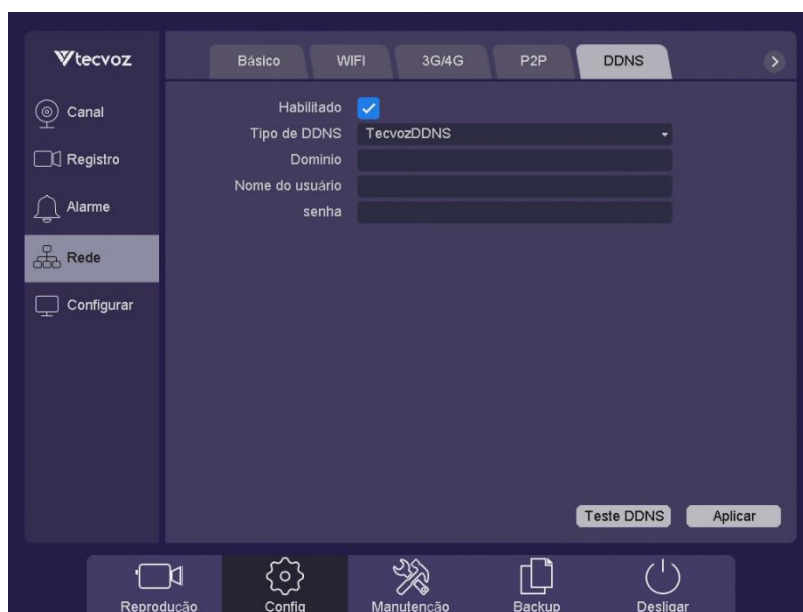 tecvoz
Básico WIFI 3G/4G P2P DDNS
Canal
Registro
Alarme
Rede
Configurar
Habilitado
Tipo de DDNS TecvozDDNS
Dominio
Nome do usuário
senha
Teste DDNS Aplicar
Reprodução Config Manutenção Backup Desligar